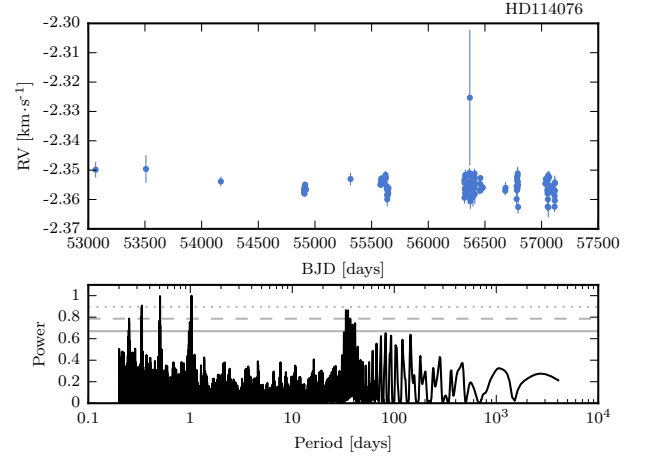 HD114076
-2.30
-2.31
-2.32
-2.33
-2.34
-2.35
-2.36
-2.37
RV [km·s⁻¹]
53000 53500 54000 54500 55000 55500 56000 56500 57000 57500
BJD [days]
1
0.8
0.6
0.4
0.2
0
Power
0.1 1 10 100 10³ 10⁴
Period [days]